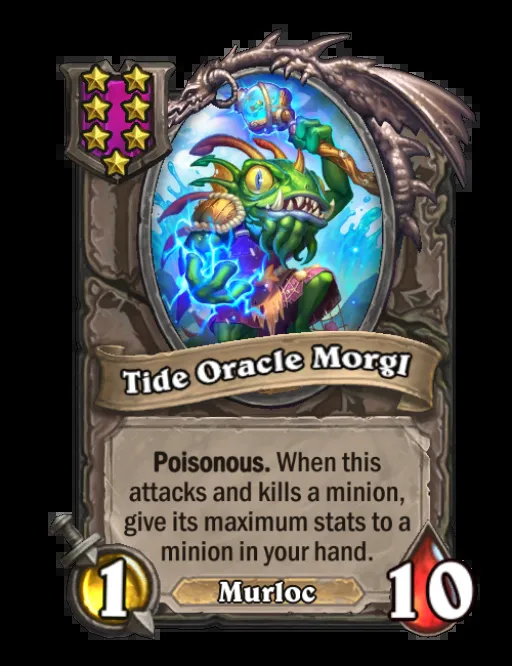 Tide Oracle Morgl
Poisonous. When this
attacks and kills a minion,
give its maximum stats to a
minion in your hand.
1
Murloc
10